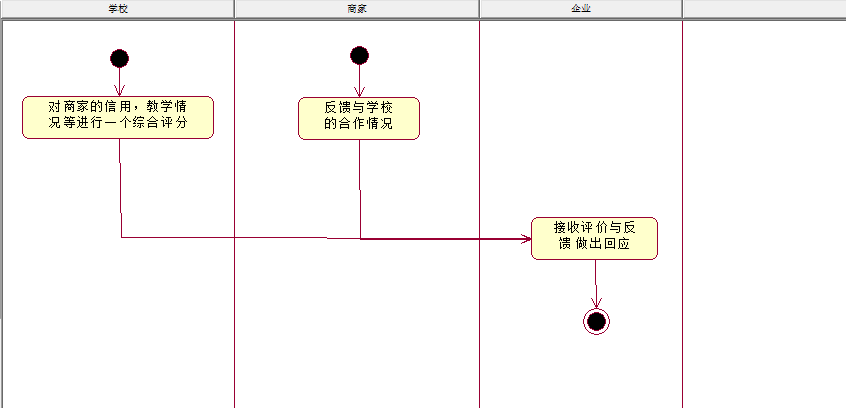 学校
商家
企业
对商家的信用，教学情
况等进行一个综合评分
反馈与学校
的合作情况
接收评价与反
馈 做出回应